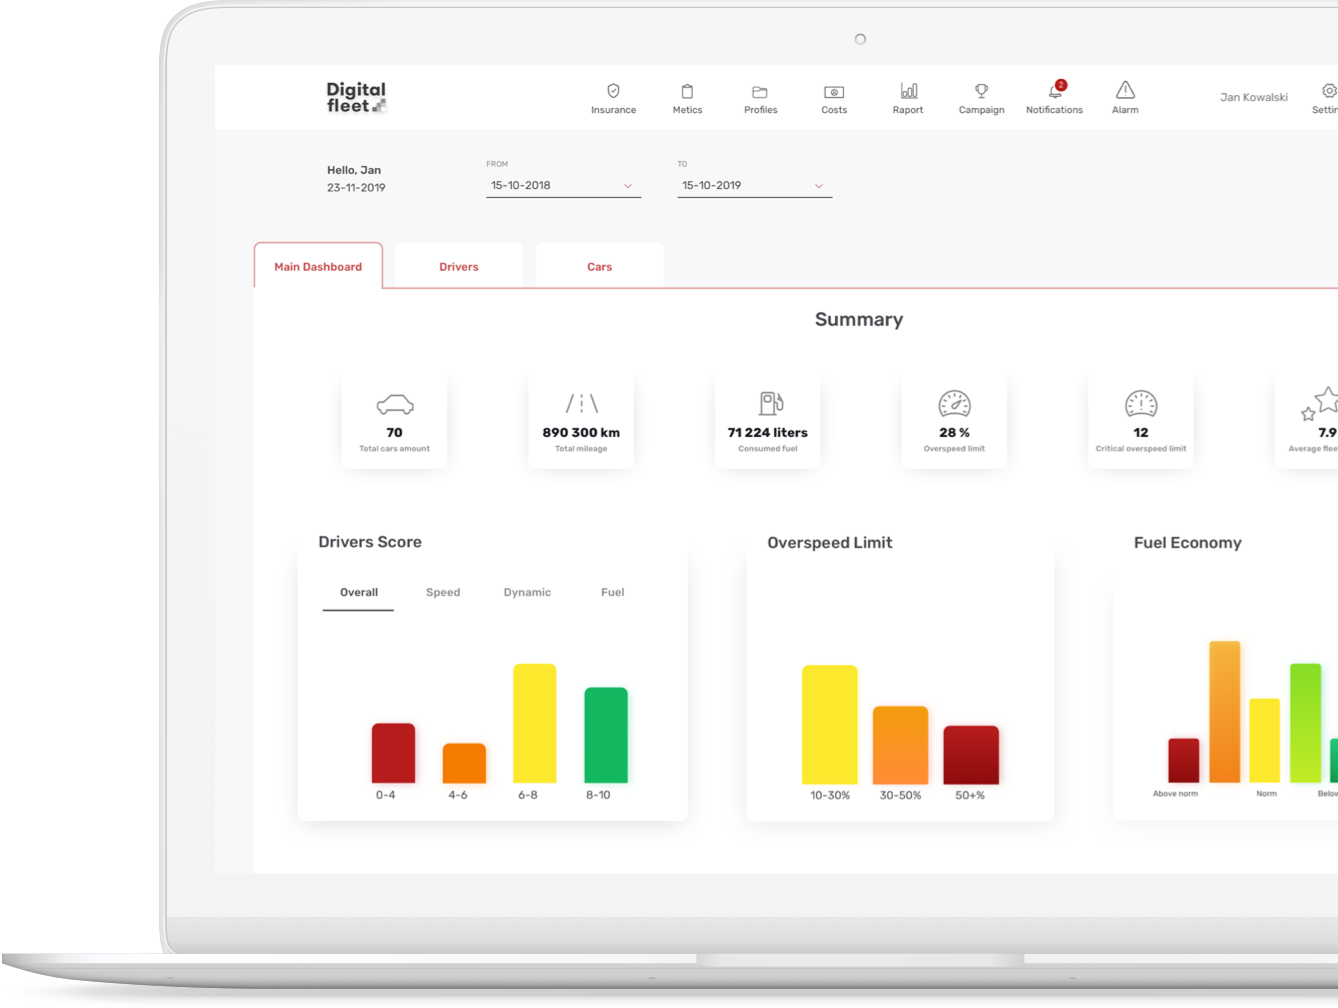 Digital
fleet
Insurance
Metics
Profiles
Costs
Raport
Campaign
2
Notifications
Alarm
Jan Kowalski
Settin
Hello, Jan
23-11-2019
FROM
15-10-2018
TO
15-10-2019
Main Dashboard
Drivers
Cars
Summary
70
Total cars amount
890 300 km
Total mileage
71 224 liters
Consumed fuel
28 %
Overspeed limit
12
Critical overspeed limit
7.9
Average flee
Drivers Score
Overall
Speed
Dynamic
Fuel
0-4
4-6
6-8
8-10
Overspeed Limit
10-30%
30-50%
50+%
Fuel Economy
Above norm
Norm
Below